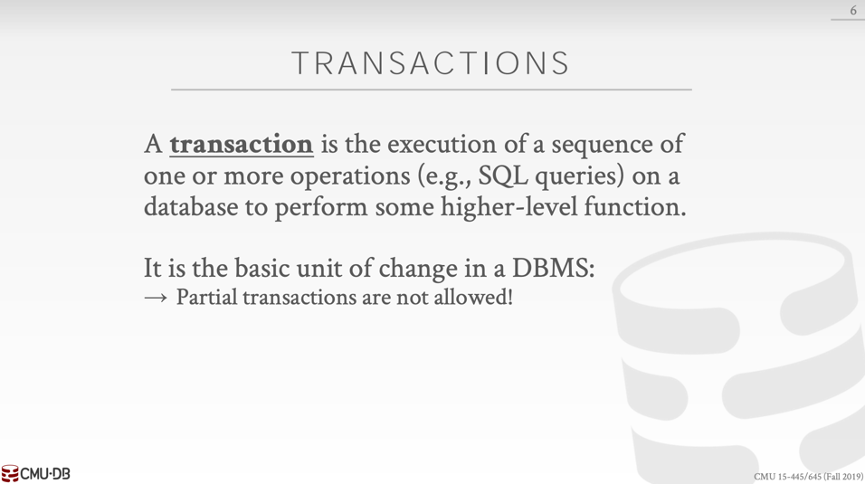 6
TRANSACTIONS
A transaction is the execution of a sequence of
one or more operations (e.g., SQL queries) on a
database to perform some higher-level function.
It is the basic unit of change in a DBMS:
→ Partial transactions are not allowed!
CMU·DB
CMU 15-445/645 (Fall 2019)